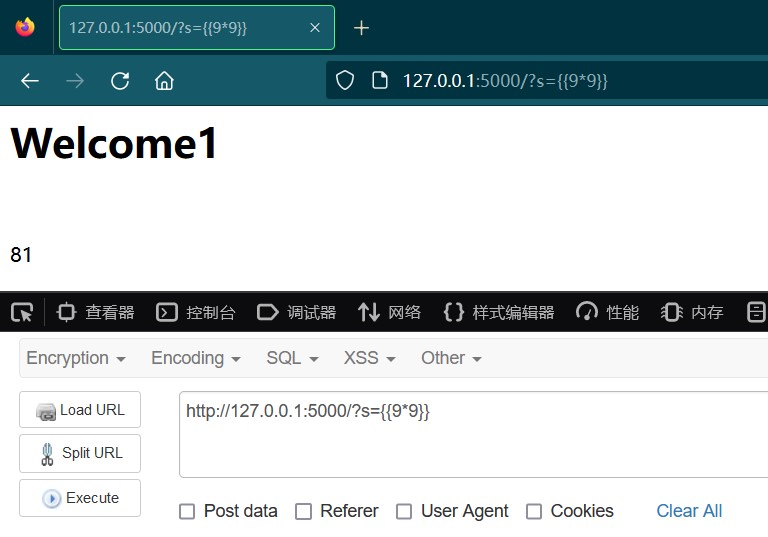 127.0.0.1:5000/?s={{9*9}}
127.0.0.1:5000/?s={{9*9}}
Welcome1
81
查看器 控制台 调试器 网络 样式编辑器 性能 内存
Encryption Encoding SQL XSS Other
Load URL
http://127.0.0.1:5000/?s={{9*9}}
Split URL
Execute
Post data Referer User Agent Cookies Clear All